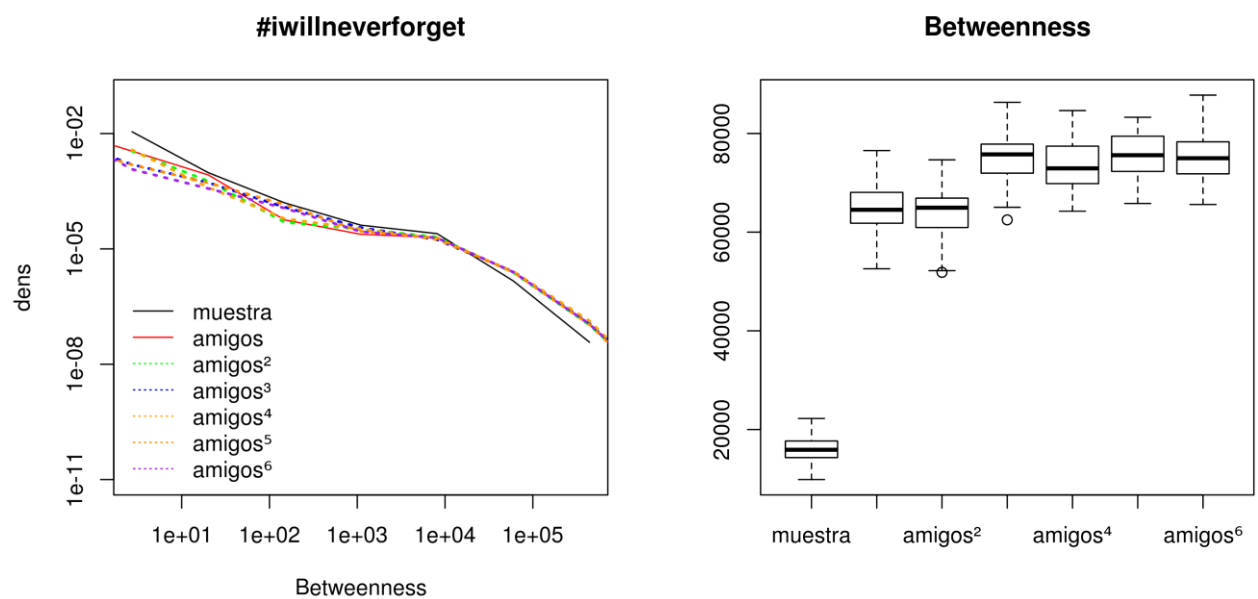 #iwillneverforget
dens
1e-02
1e-05
1e-08
1e-11
muestra
amigos
amigos²
amigos³
amigos⁴
amigos⁵
amigos⁶
1e+01 1e+02 1e+03 1e+04 1e+05
Betweenness
Betweenness
80000
60000
40000
20000
muestra amigos² amigos⁴ amigos⁶